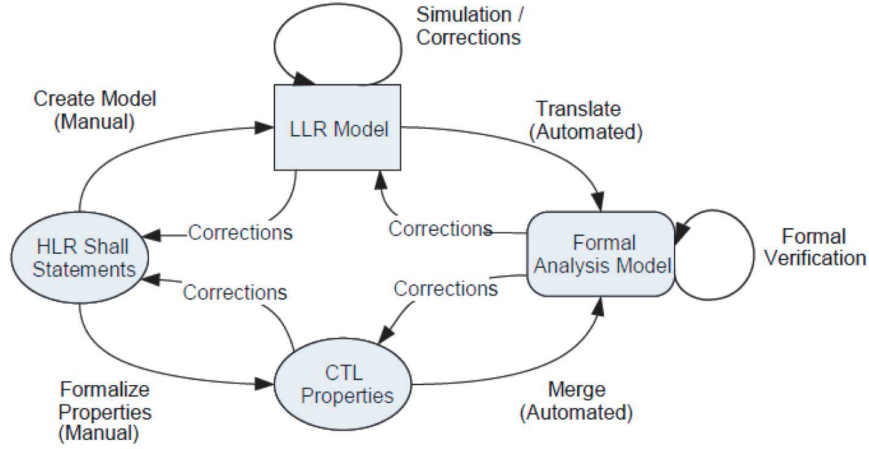 Simulation /
Corrections
Create Model
(Manual)
LLR Model
Translate
(Automated)
Corrections
Corrections
HLR Shall
Statements
Formal
Analysis Model
Formal
Verification
Corrections
Corrections
CTL
Properties
Formalize
Properties
(Manual)
Merge
(Automated)